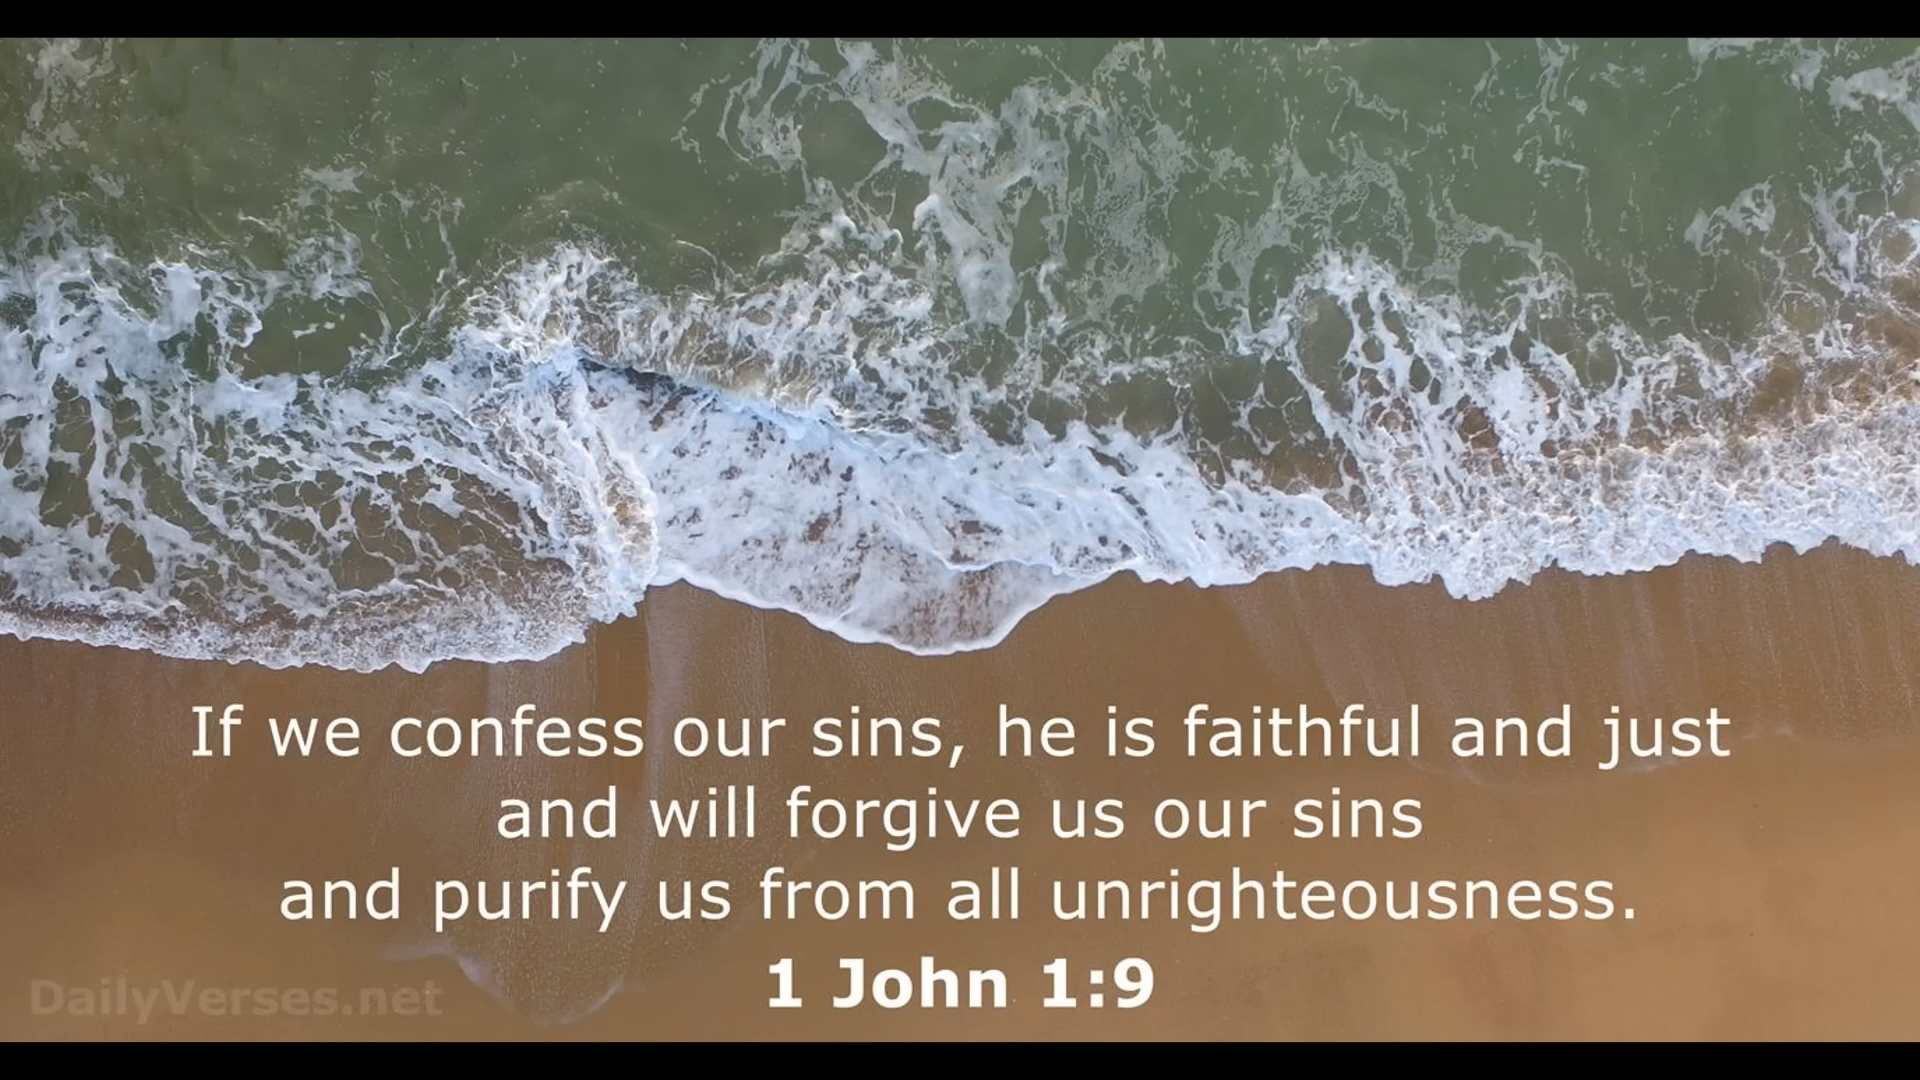 If we confess our sins, he is faithful and just
and will forgive us our sins
and purify us from all unrighteousness.
1 John 1:9
DailyVerses.net